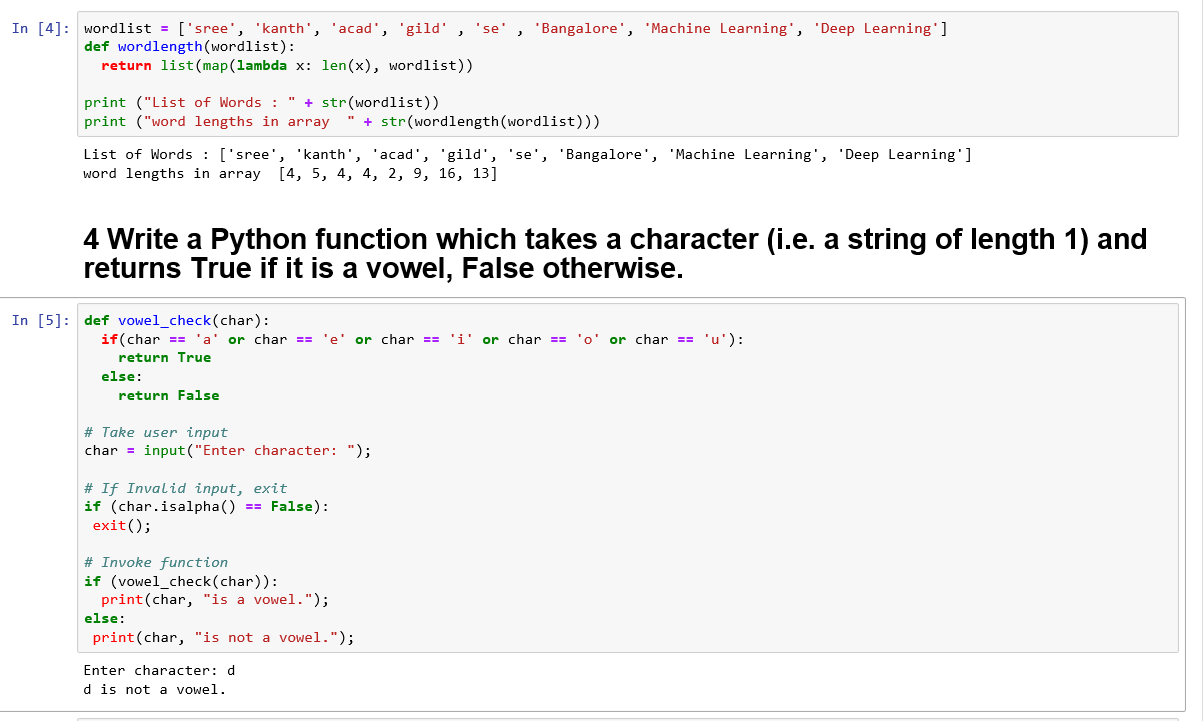 In [4]: wordlist = ['sree', 'kanth', 'acad', 'gild' , 'se' , 'Bangalore', 'Machine Learning', 'Deep Learning']
def wordlength(wordlist):
  return list(map(lambda x: len(x), wordlist))

print ("List of Words : " + str(wordlist))
print ("word lengths in array  " + str(wordlength(wordlist)))
List of Words : ['sree', 'kanth', 'acad', 'gild', 'se', 'Bangalore', 'Machine Learning', 'Deep Learning']
word lengths in array  [4, 5, 4, 4, 2, 9, 16, 13]
4 Write a Python function which takes a character (i.e. a string of length 1) and
returns True if it is a vowel, False otherwise.
In [5]: def vowel_check(char):
  if(char == 'a' or char == 'e' or char == 'i' or char == 'o' or char == 'u'):
    return True
  else:
    return False

# Take user input
char = input("Enter character: ");

# If Invalid input, exit
if (char.isalpha() == False):
 exit();

# Invoke function
if (vowel_check(char)):
  print(char, "is a vowel.");
else:
 print(char, "is not a vowel.");
Enter character: d
d is not a vowel.